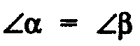 ∠α = ∠β